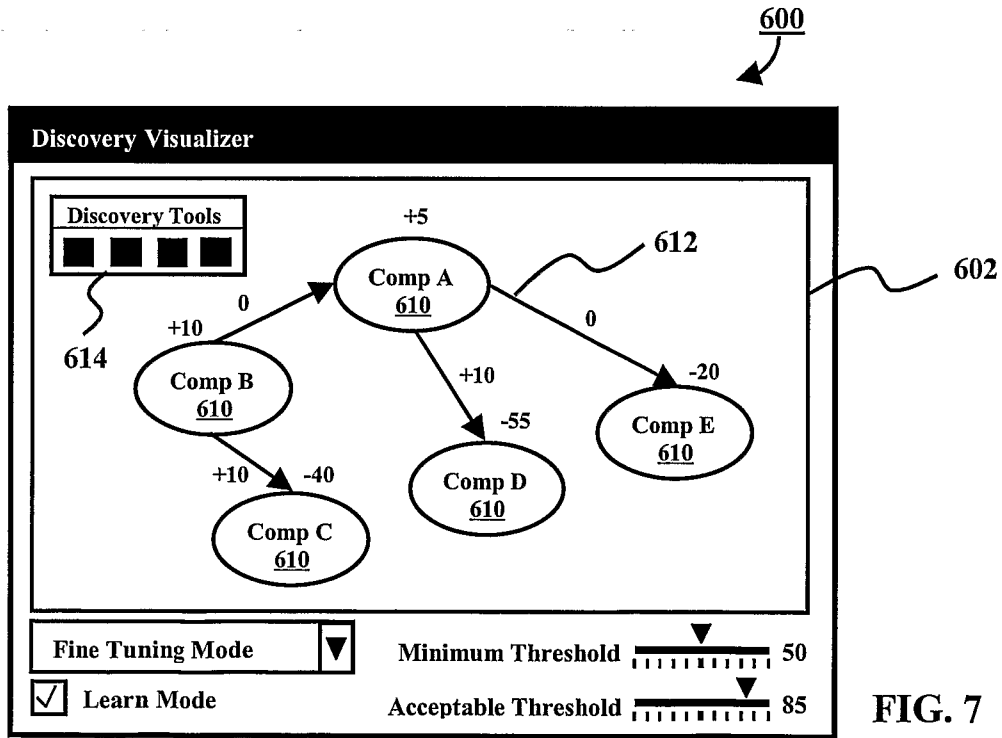 600
Discovery Visualizer
Discovery Tools
+5
612
602
Comp A
610
0
0
614
+10
+10
-20
Comp B
610
Comp E
610
-55
+10
-40
Comp D
610
Comp C
610
Fine Tuning Mode
Minimum Threshold
50
Learn Mode
Acceptable Threshold
85
FIG. 7